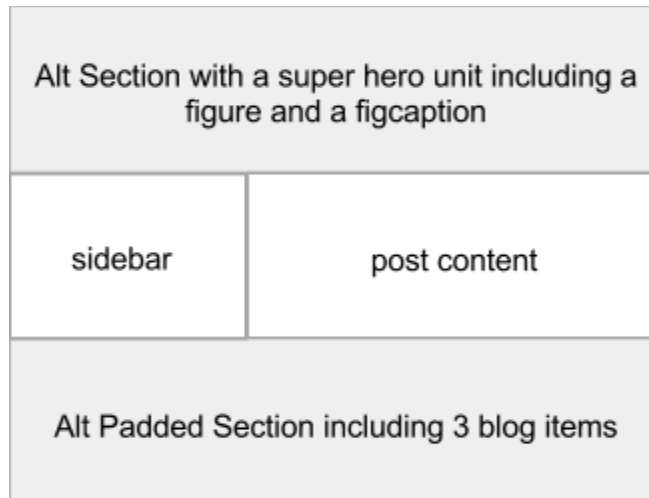 Alt Section with a super hero unit including a
figure and a figcaption
sidebar
post content
Alt Padded Section including 3 blog items